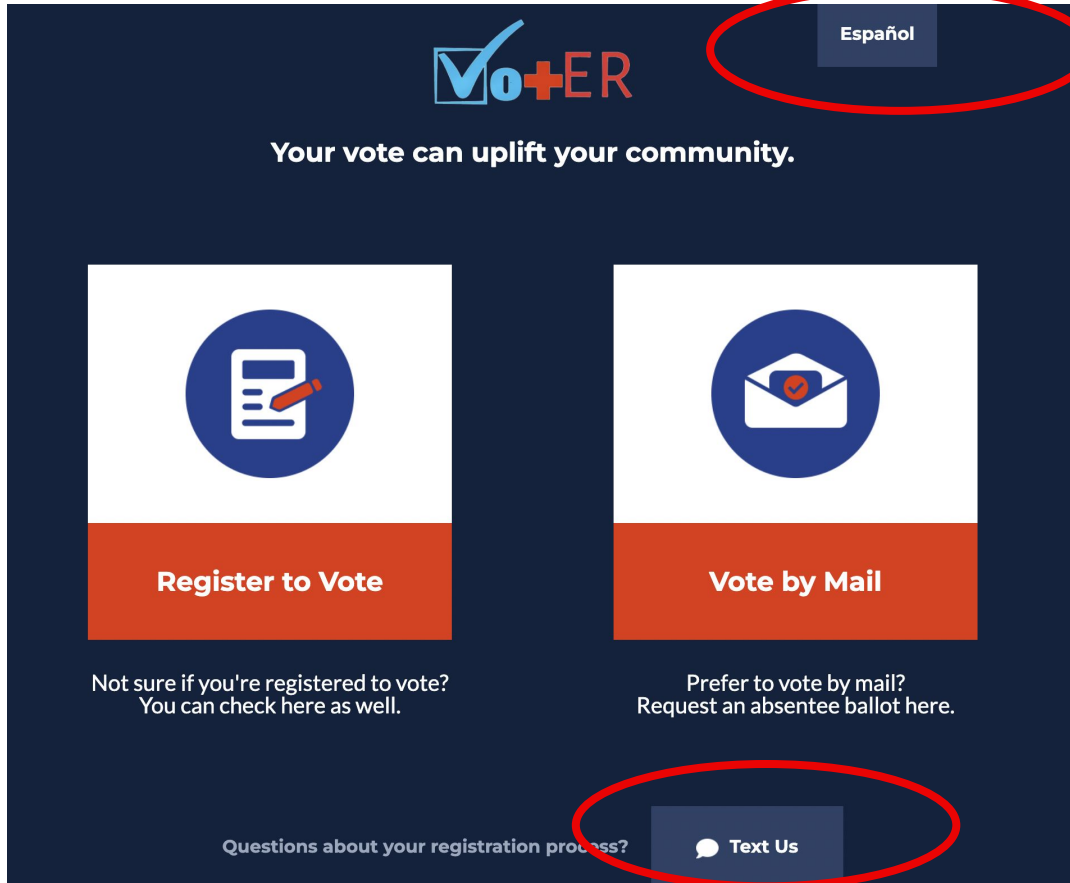 Español
VotER
Your vote can uplift your community.
Register to Vote
Vote by Mail
Not sure if you're registered to vote?
You can check here as well.
Prefer to vote by mail?
Request an absentee ballot here.
Questions about your registration process?
Text Us